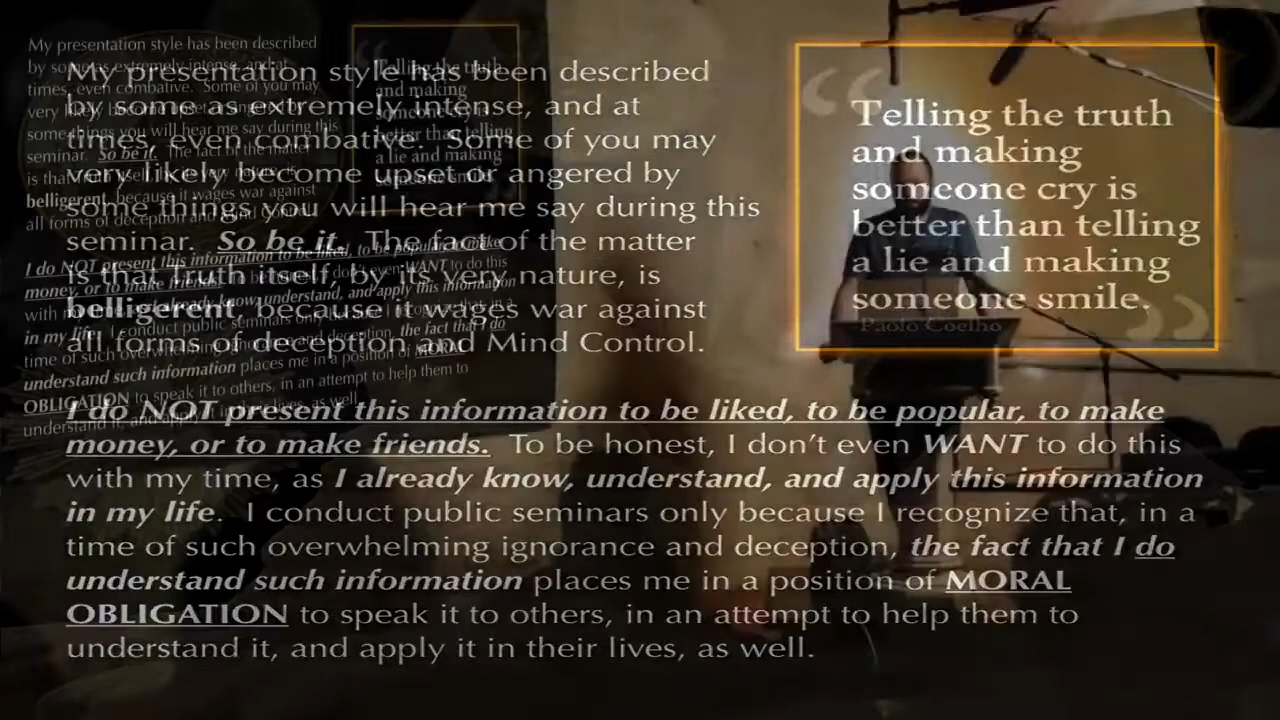 My presentation style has been described
by some as extremely intense, and at
times, even combative.  Some of you may
very likely become upset or angered by
some things you will hear me say during this
seminar.  So be it.  The fact of the matter
is that Truth itself, by its very nature, is
belligerent, because it wages war against
all forms of deception and Mind Control.
Telling the truth
and making
someone cry is
better than telling
a lie and making
someone smile.
-Paolo Coelho
I do NOT present this information to be liked, to be popular, to make
money, or to make friends.  To be honest, I don't even WANT to do this
with my time, as I already know, understand, and apply this information
in my life.  I conduct public seminars only because I recognize that, in a
time of such overwhelming ignorance and deception, the fact that I do
understand such information places me in a position of MORAL
OBLIGATION to speak it to others, in an attempt to help them to
understand it, and apply it in their lives, as well.